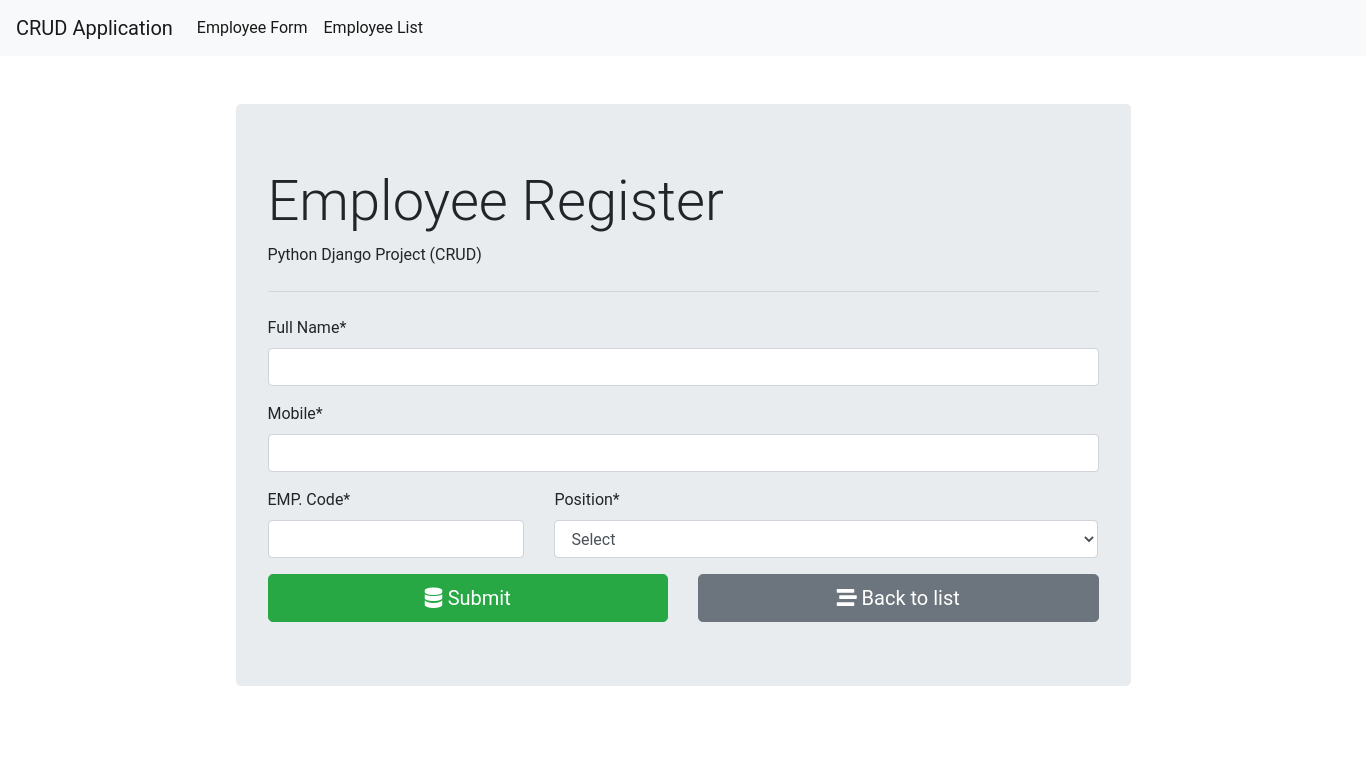 CRUD Application Employee Form Employee List
Employee Register
Python Django Project (CRUD)
Full Name*
Mobile*
EMP. Code* Position*
Select
Submit Back to list